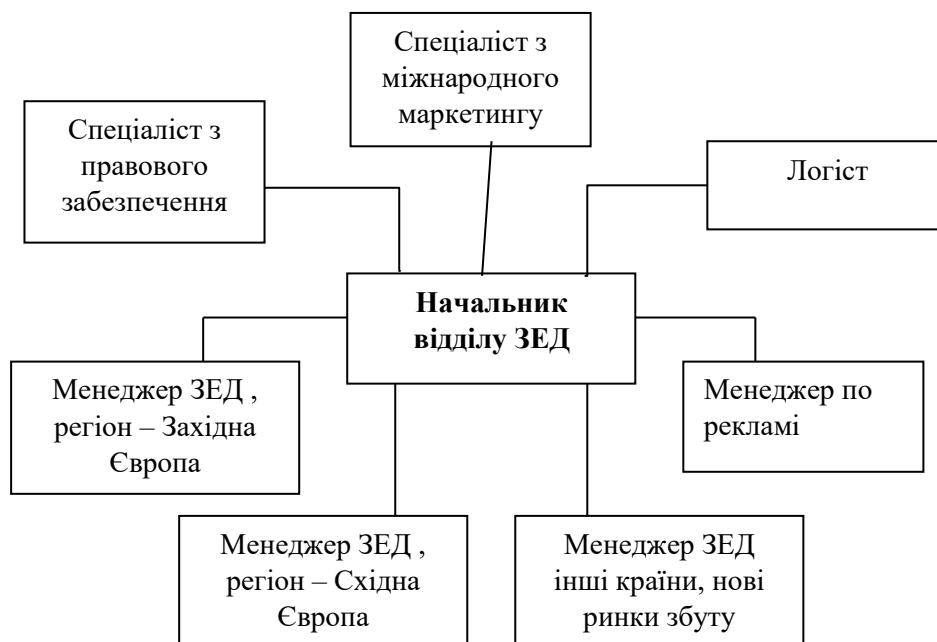 Спеціаліст з
міжнародного
маркетингу
Спеціаліст з
правового
забезпечення
Логіст
Начальник
відділу ЗЕД
Менеджер ЗЕД ,
регіон – Західна
Європа
Менеджер по
рекламі
Менеджер ЗЕД ,
регіон – Східна
Європа
Менеджер ЗЕД
інші країни, нові
ринки збуту